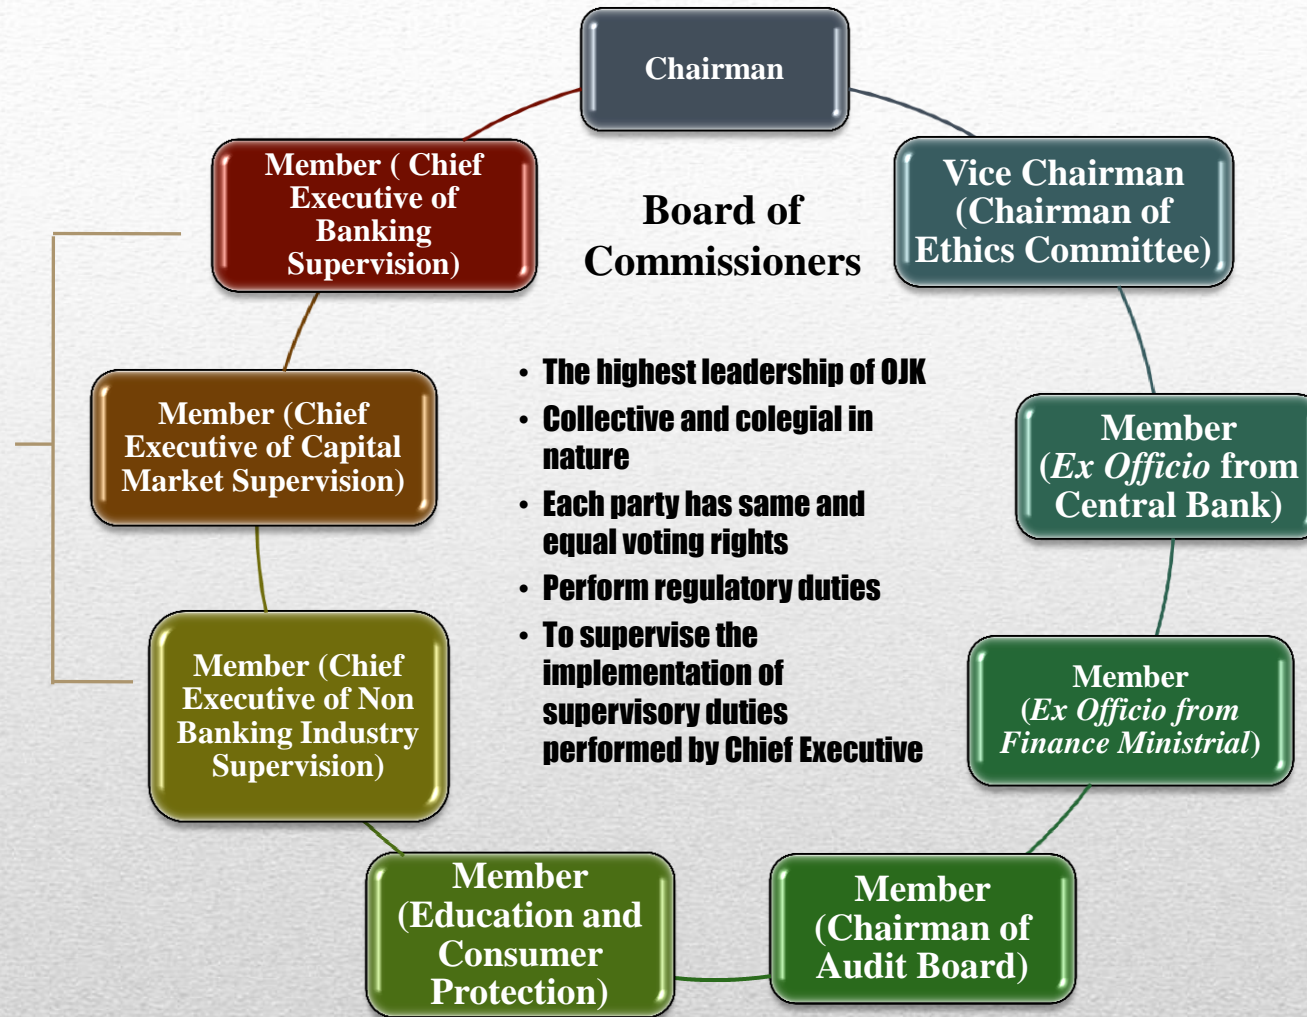 Chairman
Member ( Chief
Executive of
Banking
Supervision)
Board of
Commissioners
Vice Chairman
(Chairman of
Ethics Committee)
Member (Chief
Executive of Capital
Market Supervision)
• The highest leadership of OJK
• Collective and colegial in
nature
• Each party has same and
equal voting rights
• Perform regulatory duties
• To supervise the
implementation of
supervisory duties
performed by Chief Executive
Member
(Ex Officio from
Central Bank)
Member (Chief
Executive of Non
Banking Industry
Supervision)
Member
(Ex Officio from
Finance Ministrial)
Member
(Education and
Consumer
Protection)
Member
(Chairman of
Audit Board)